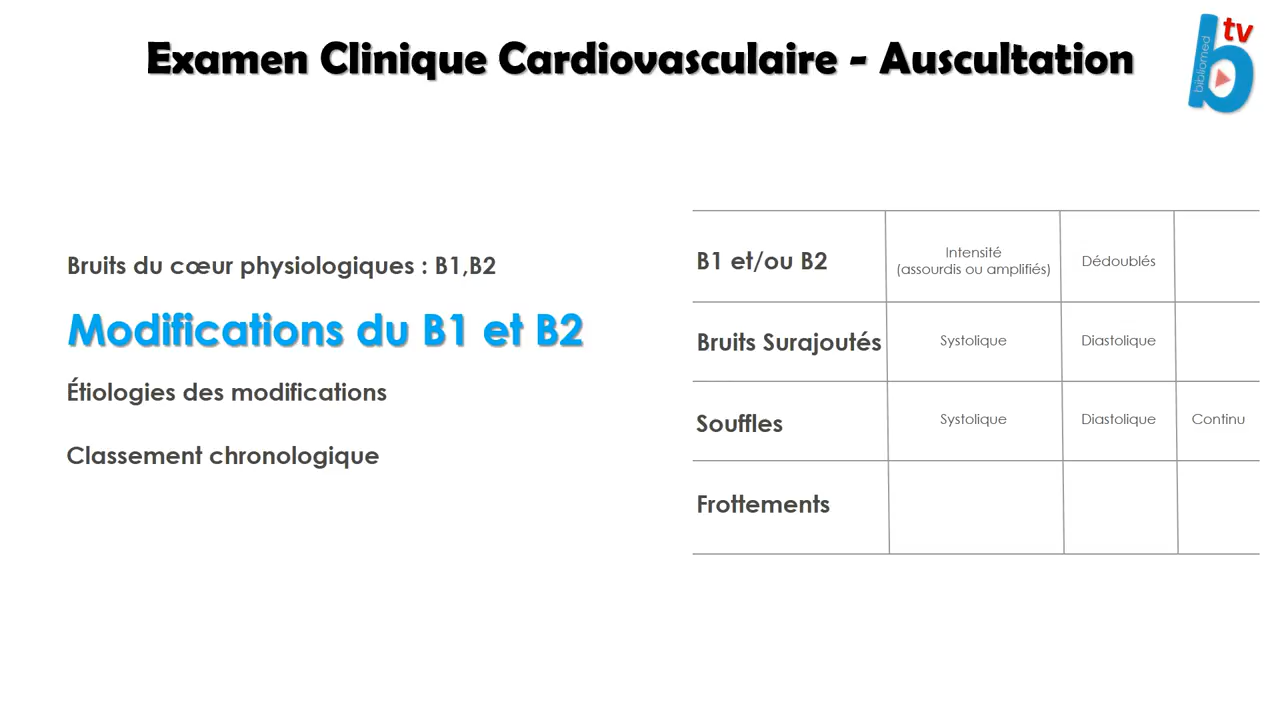 Examen Clinique Cardiovasculaire - Auscultation
bibliomed
tv
Bruits du cœur physiologiques : B1,B2
Modifications du B1 et B2
Étiologies des modifications
Classement chronologique
B1 et/ou B2
Intensité
(assourdis ou amplifiés)
Dédoublés
Bruits Surajoutés
Systolique
Diastolique
Souffles
Systolique
Diastolique
Continu
Frottements